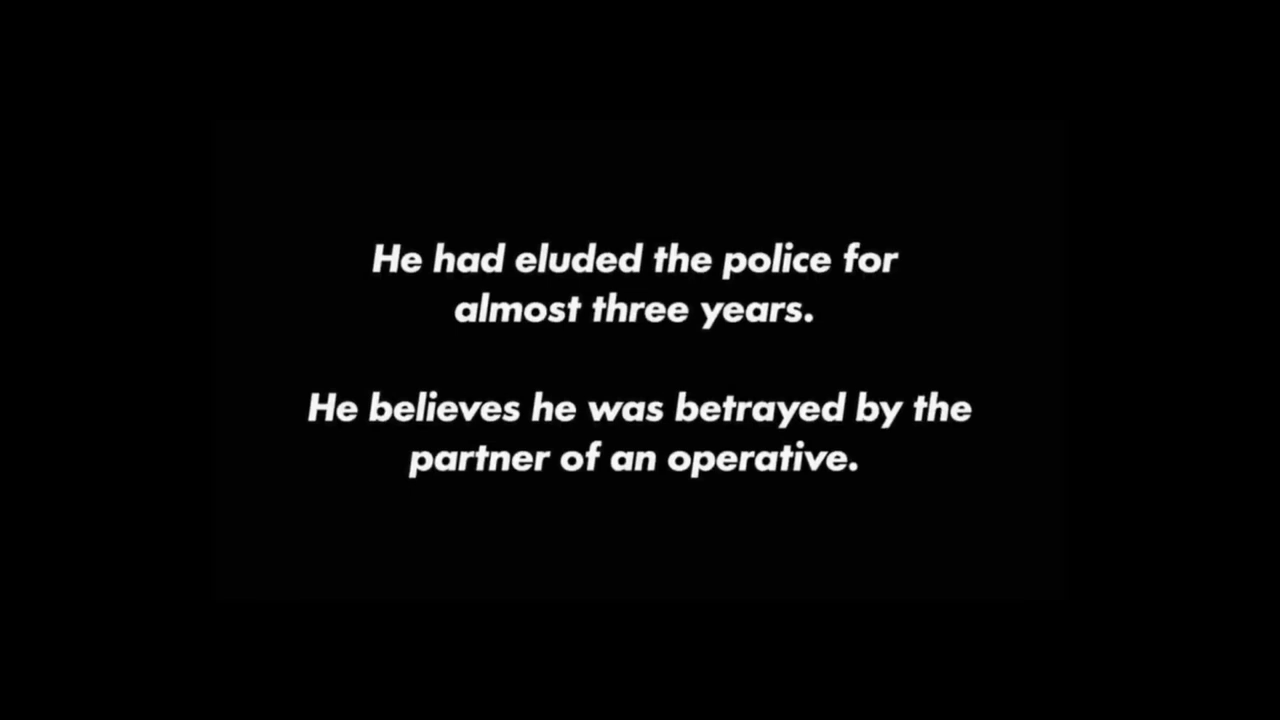 He had eluded the police for
almost three years.
He believes he was betrayed by the
partner of an operative.